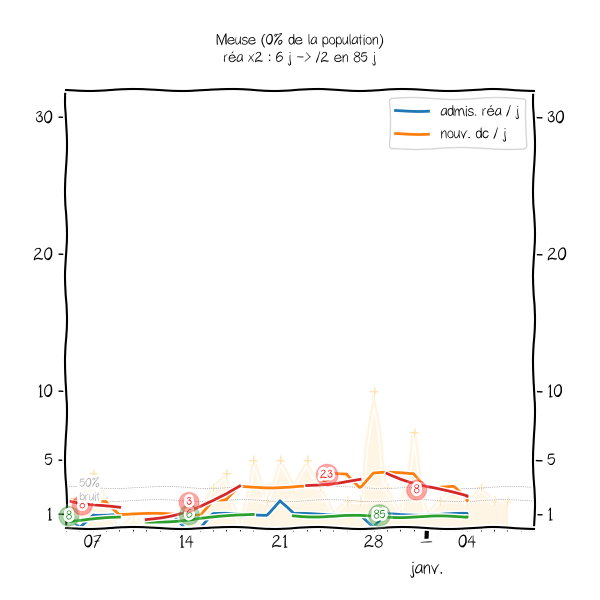 Meuse (0% de la population)
réa x2 : 6 j -> /2 en 85 j
admis. réa / j
nouv. dc / j
30 30
20 20
10 10
5 5
1 1
50%
bruit
8 3 6 23 85 8
07 14 21 28 04
janv.